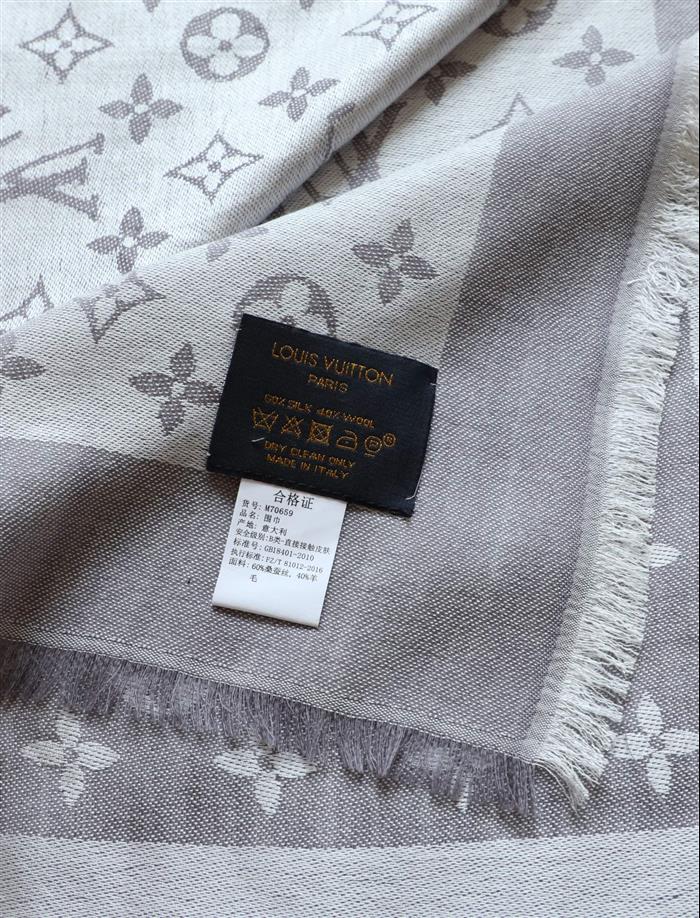 LOUIS VUITTON
PARIS
60% SILK 40% WOOL
DRY CLEAN ONLY
MADE IN ITALY
合格证
货号: M70659
品名: 围巾
产地: 意大利
安全级别:B类-直接接触皮肤
标准号: GB18401-2010
执行标准: FZ/T 81012-2016
面料: 60%桑蚕丝, 40%羊
毛